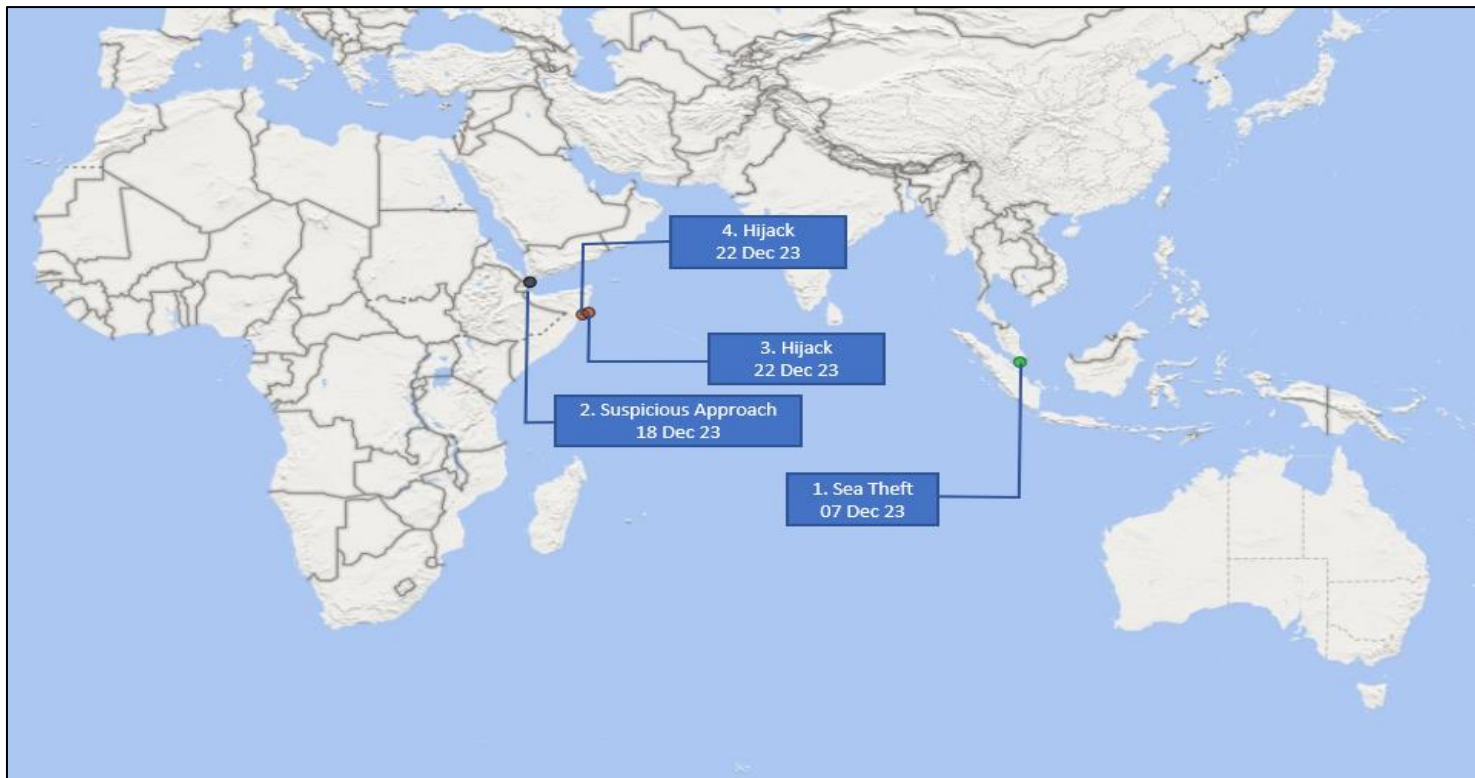 4. Hijack
22 Dec 23
3. Hijack
22 Dec 23
2. Suspicious Approach
18 Dec 23
1. Sea Theft
07 Dec 23